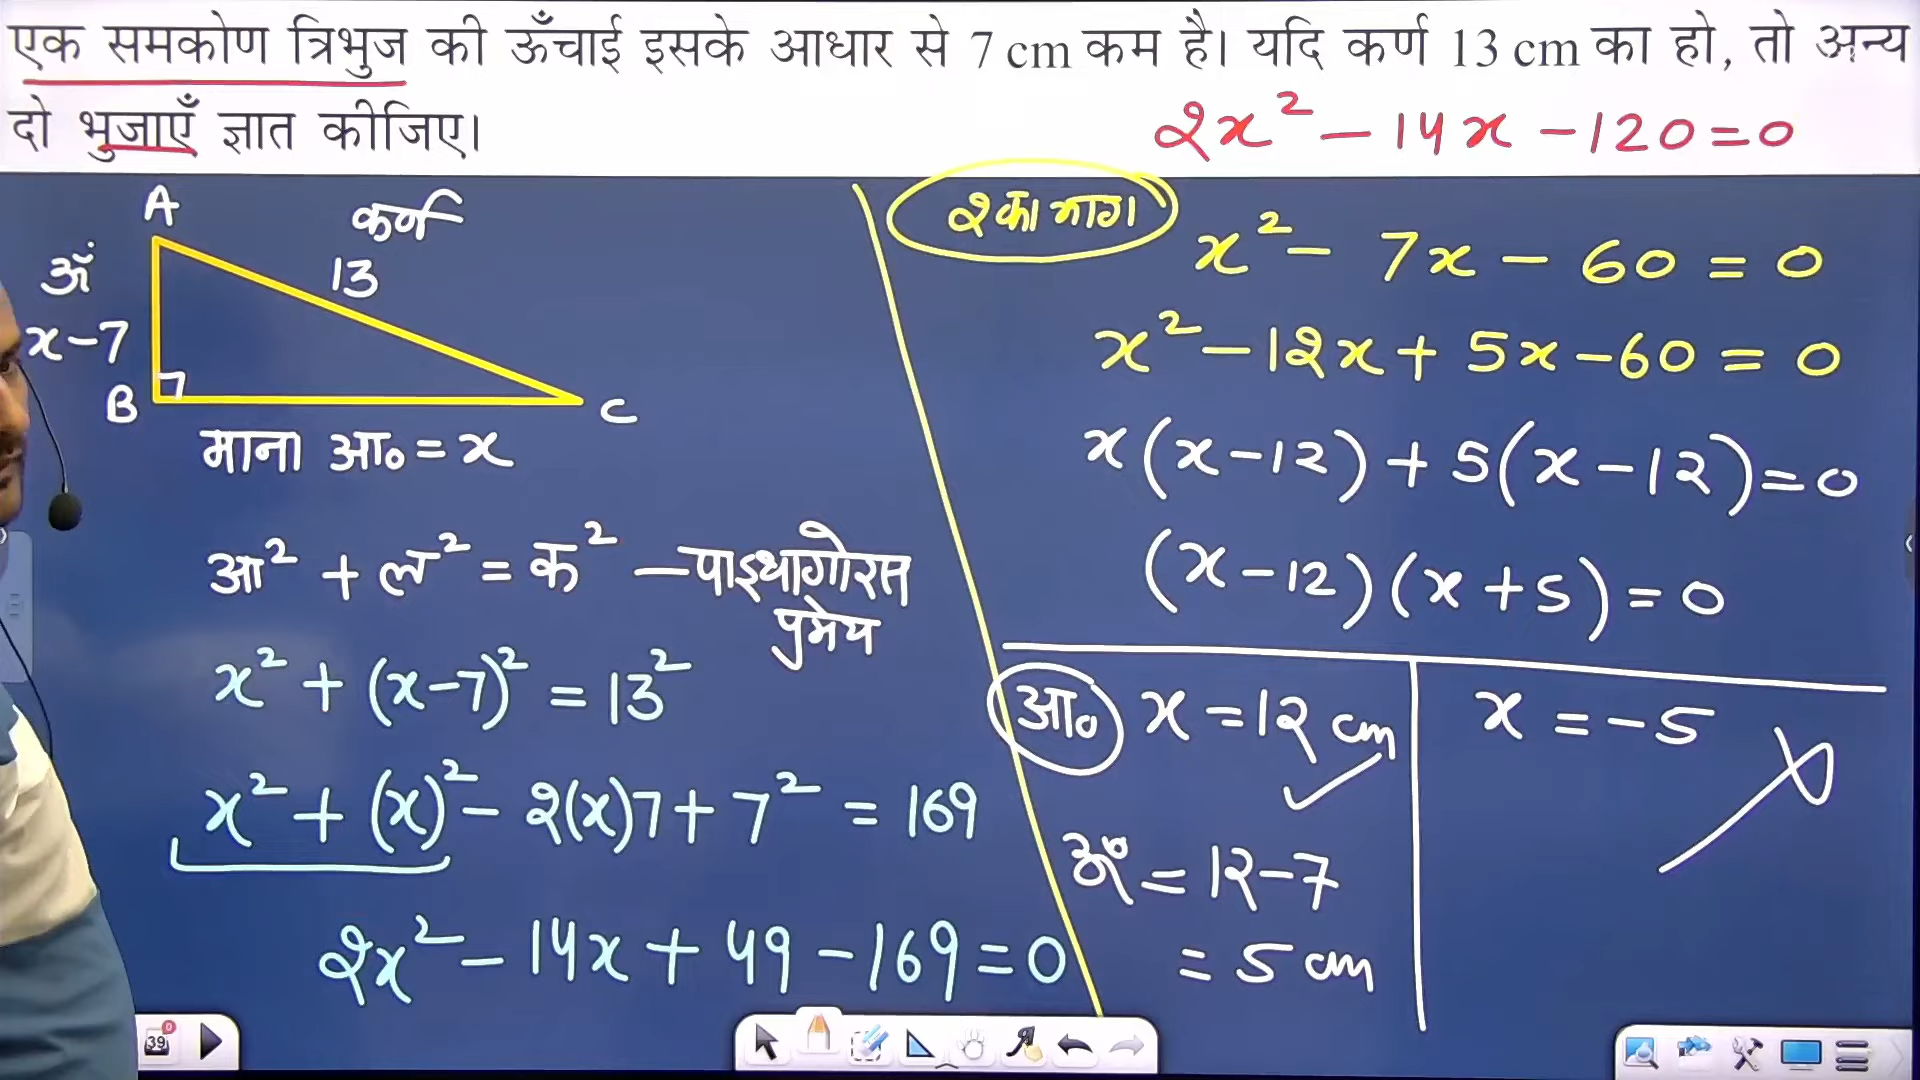 एक समकोण त्रिभुज की ऊँचाई इसके आधार से 7 cm कम है। यदि कर्ण 13 cm का हो, तो अन्य
दो भुजाएँ ज्ञात कीजिए।
2x² - 14x - 120 = 0
A
कर्ण
13
ऊँ
x-7
B
C
माना आ० = x
आ² + ल² = क² — पाइथागोरस
प्रमेय
x² + (x-7)² = 13²
x² + (x)² - 2(x)7 + 7² = 169
2x² - 14x + 49 - 169 = 0
2 का भाग
x² - 7x - 60 = 0
x² - 12x + 5x - 60 = 0
x(x-12) + 5(x-12) = 0
(x-12)(x+5) = 0
आ० x = 12 cm
x = -5
ऊँ = 12-7
= 5 cm
39
0